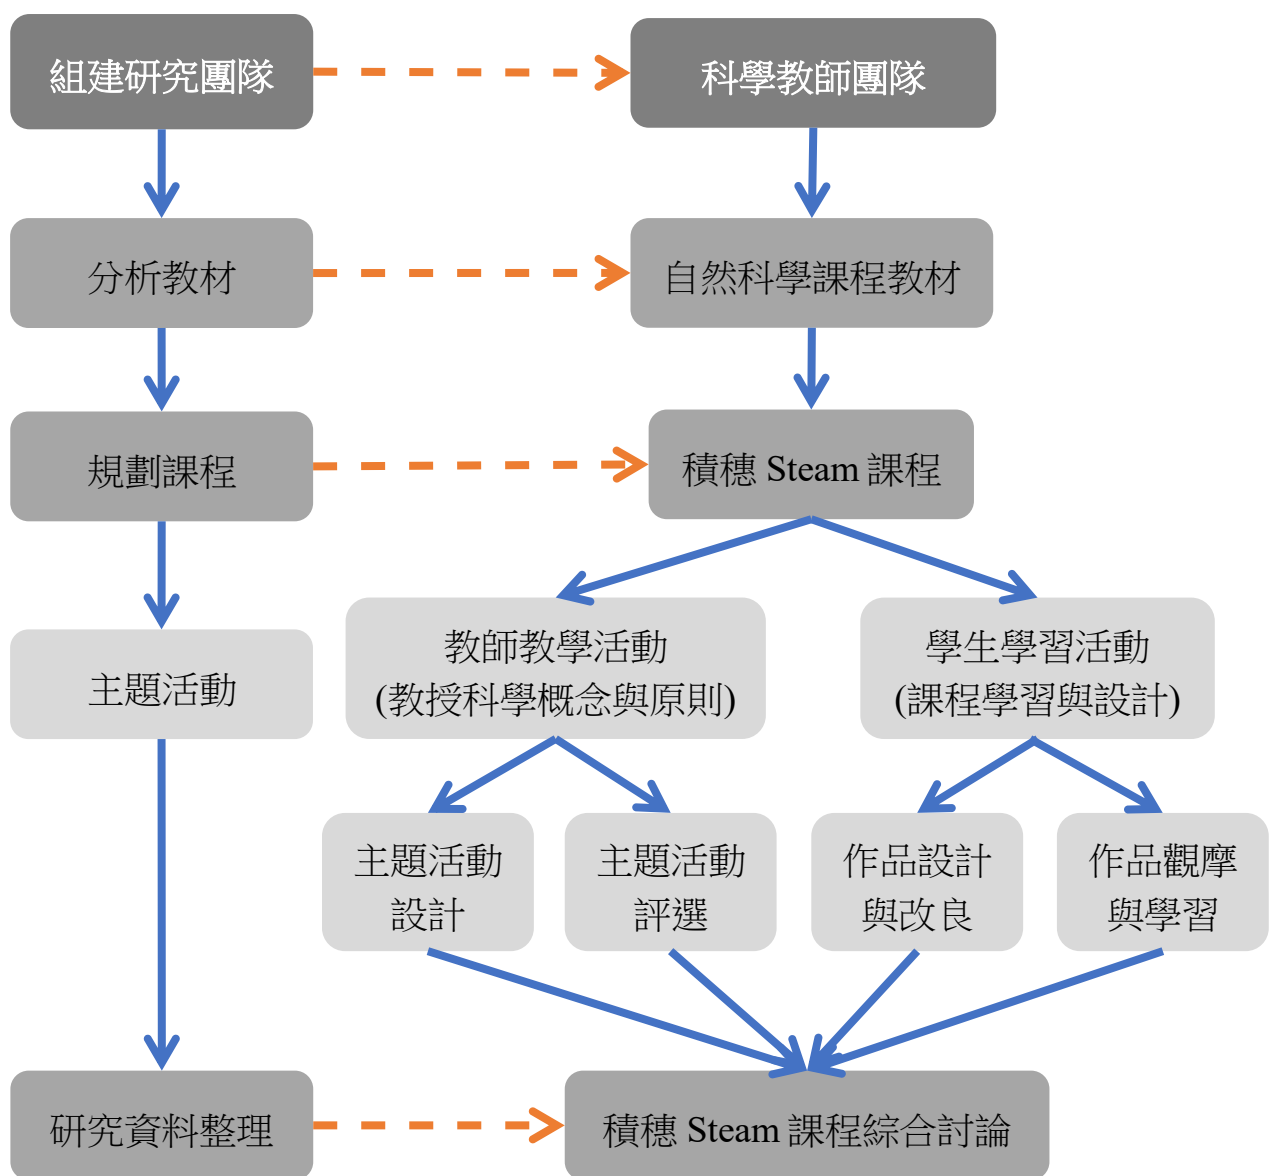 組建研究團隊
科學教師團隊
分析教材
自然科學課程教材
規劃課程
積穗 Steam 課程
主題活動
教師教學活動
(教授科學概念與原則)
學生學習活動
(課程學習與設計)
主題活動
設計
主題活動
評選
作品設計
與改良
作品觀摩
與學習
研究資料整理
積穗 Steam 課程綜合討論